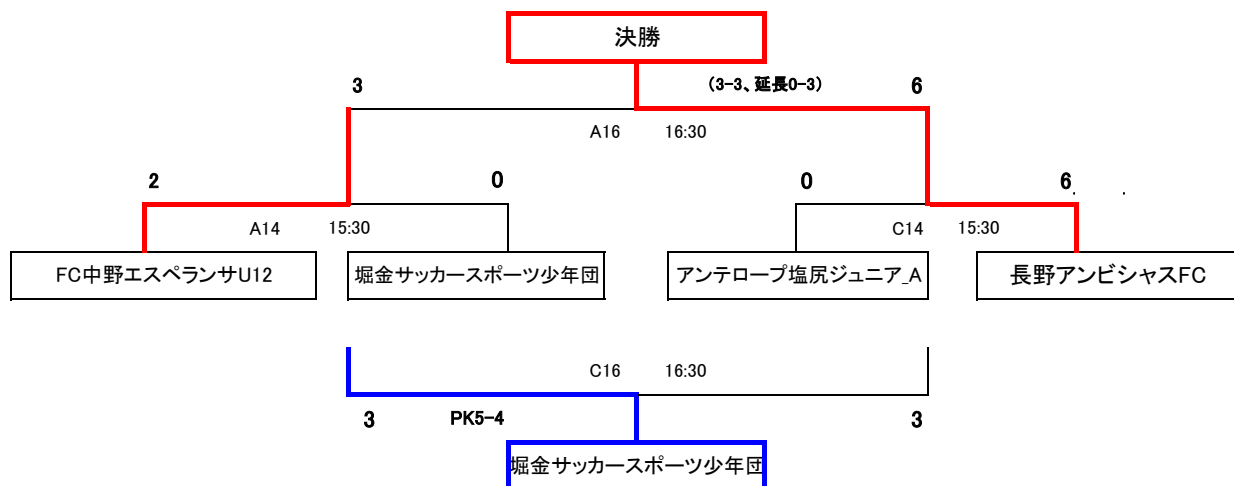 決勝
3
(3-3、延長0-3)
6
A16
16:30
2
0
0
6
A14
15:30
C14
15:30
FC中野エスペランサU12
堀金サッカースポーツ少年団
アンテロープ塩尻ジュニア_A
長野アンビシャスFC
C16
16:30
3
PK5-4
3
堀金サッカースポーツ少年団